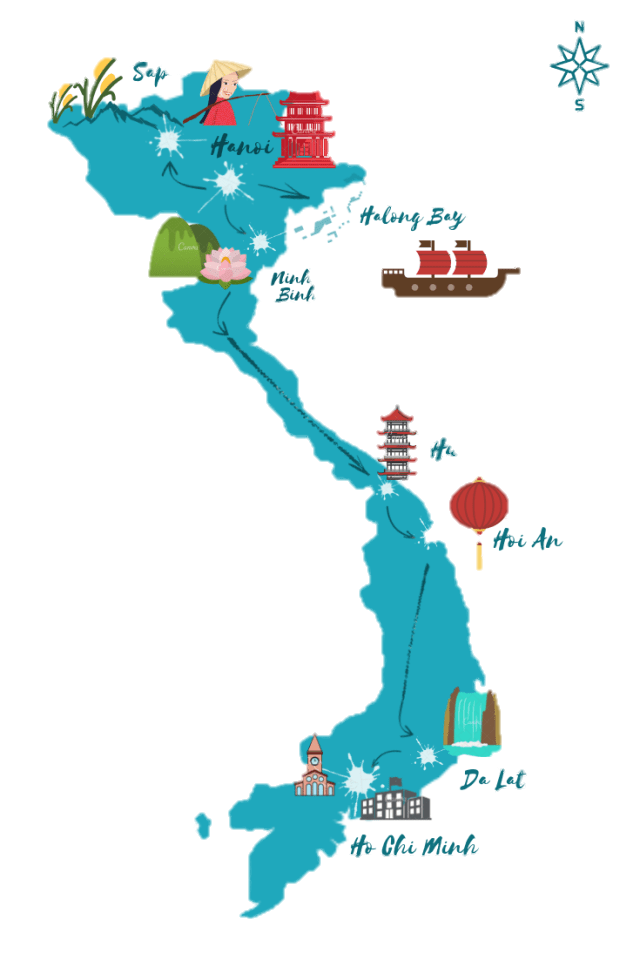 N
S
Sap
Hanoi
Halong Bay
Ninh
Binh
Hu
Hoi An
Da Lat
Ho Chi Minh